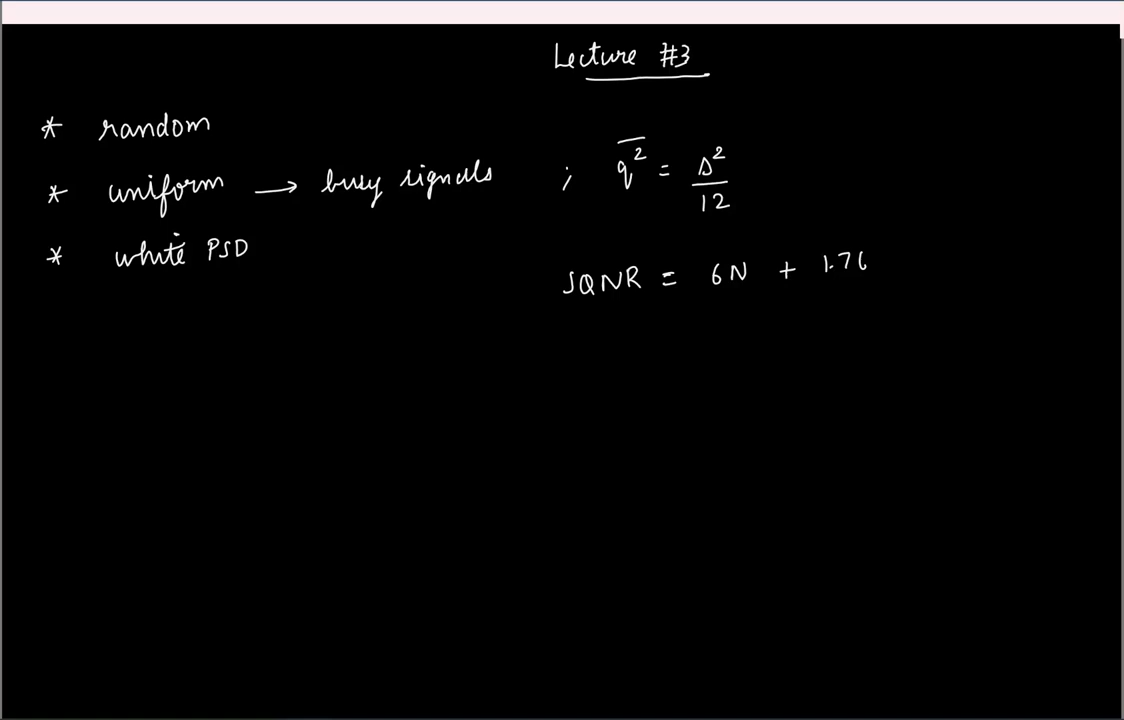 Lecture #3
* random
* uniform → busy signals ; q̅² = Δ²/12
* white PSD
SQNR = 6N + 1.76